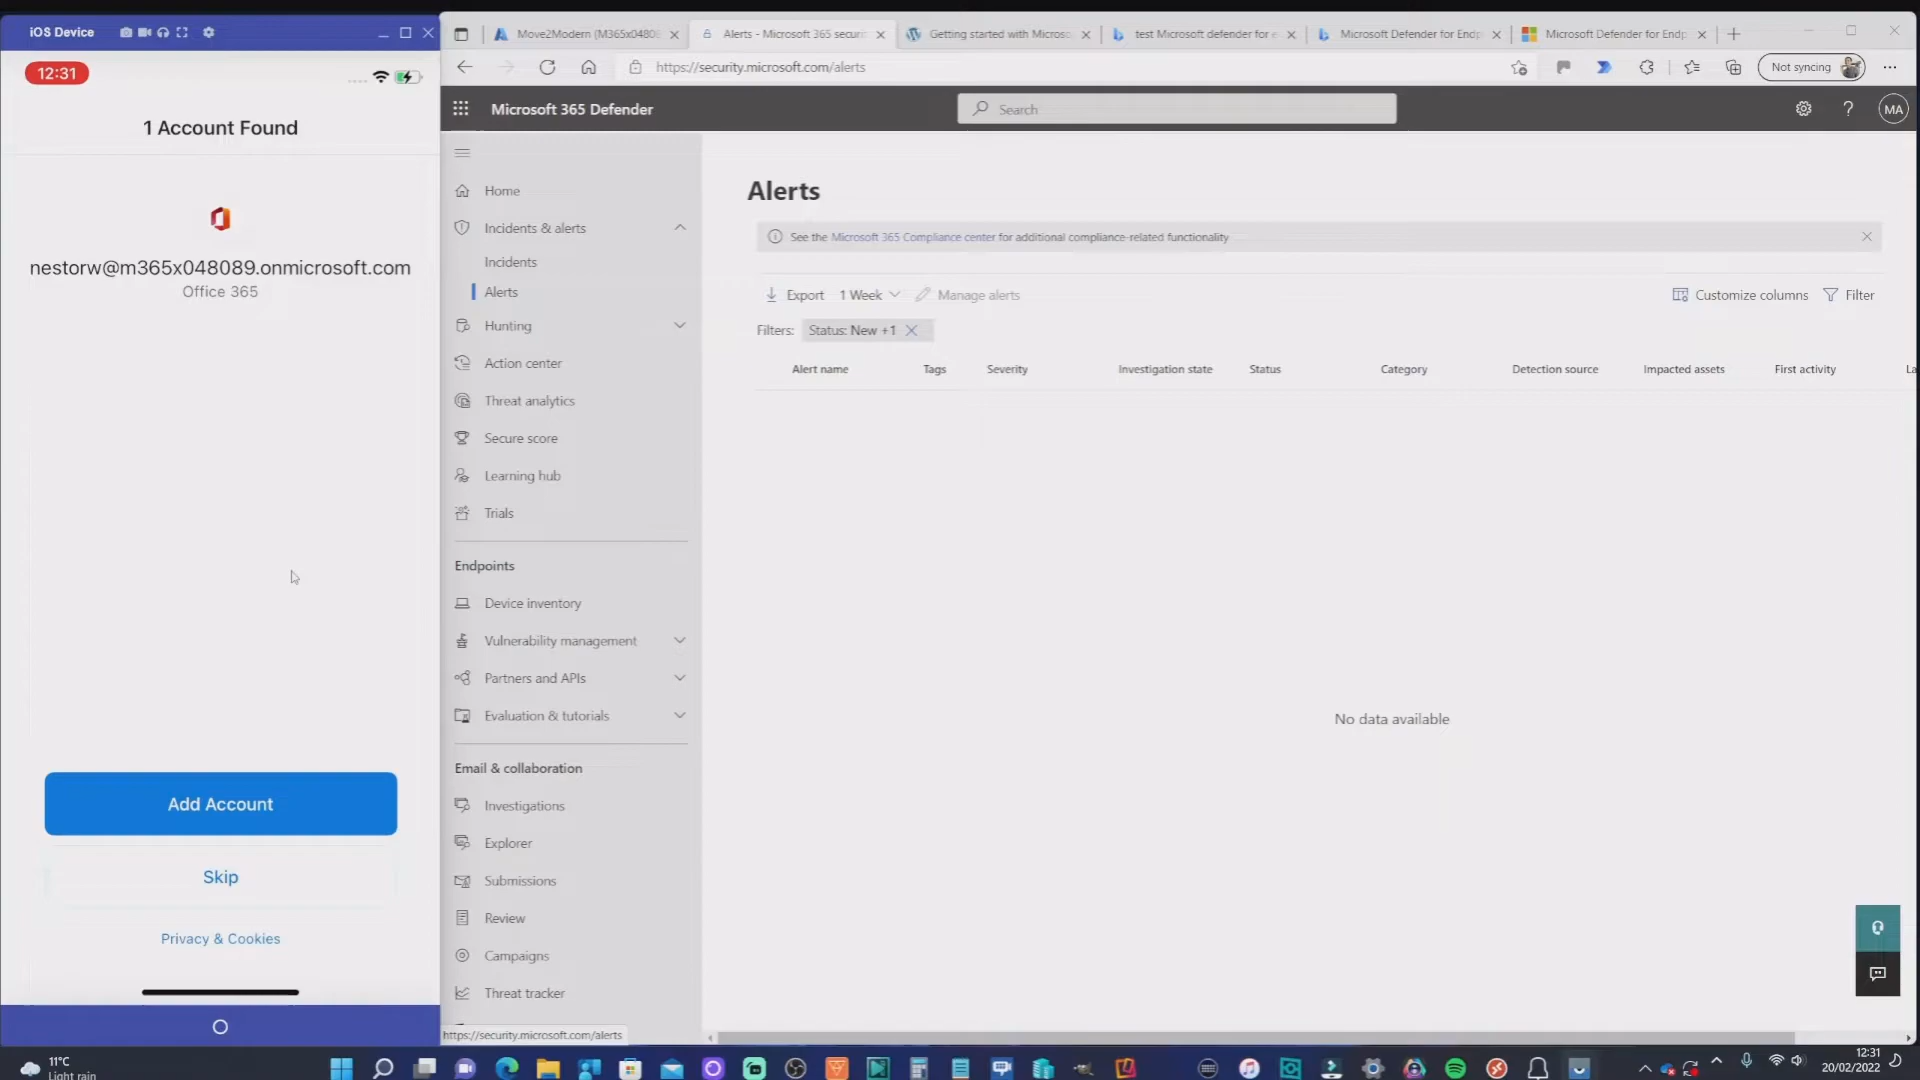 iOS Device
12:31
1 Account Found
nestorw@m365x048089.onmicrosoft.com
Office 365
Add Account
Skip
Privacy & Cookies
Move2Modern (M365x04808
Alerts - Microsoft 365 securi
Getting started with Microso
test Microsoft defender for e
Microsoft Defender for Endp
Microsoft Defender for Endp
https://security.microsoft.com/alerts
Not syncing
Microsoft 365 Defender
Search
MA
Home
Incidents & alerts
Incidents
Alerts
Hunting
Action center
Threat analytics
Secure score
Learning hub
Trials
Endpoints
Device inventory
Vulnerability management
Partners and APIs
Evaluation & tutorials
Email & collaboration
Investigations
Explorer
Submissions
Review
Campaigns
Threat tracker
https://security.microsoft.com/alerts
Alerts
See the Microsoft 365 Compliance center for additional compliance-related functionality
Export 1 Week Manage alerts
Customize columns Filter
Filters: Status: New +1
Alert name Tags Severity Investigation state Status Category Detection source Impacted assets First activity La
No data available
11°C
Light rain
12:31
20/02/2022